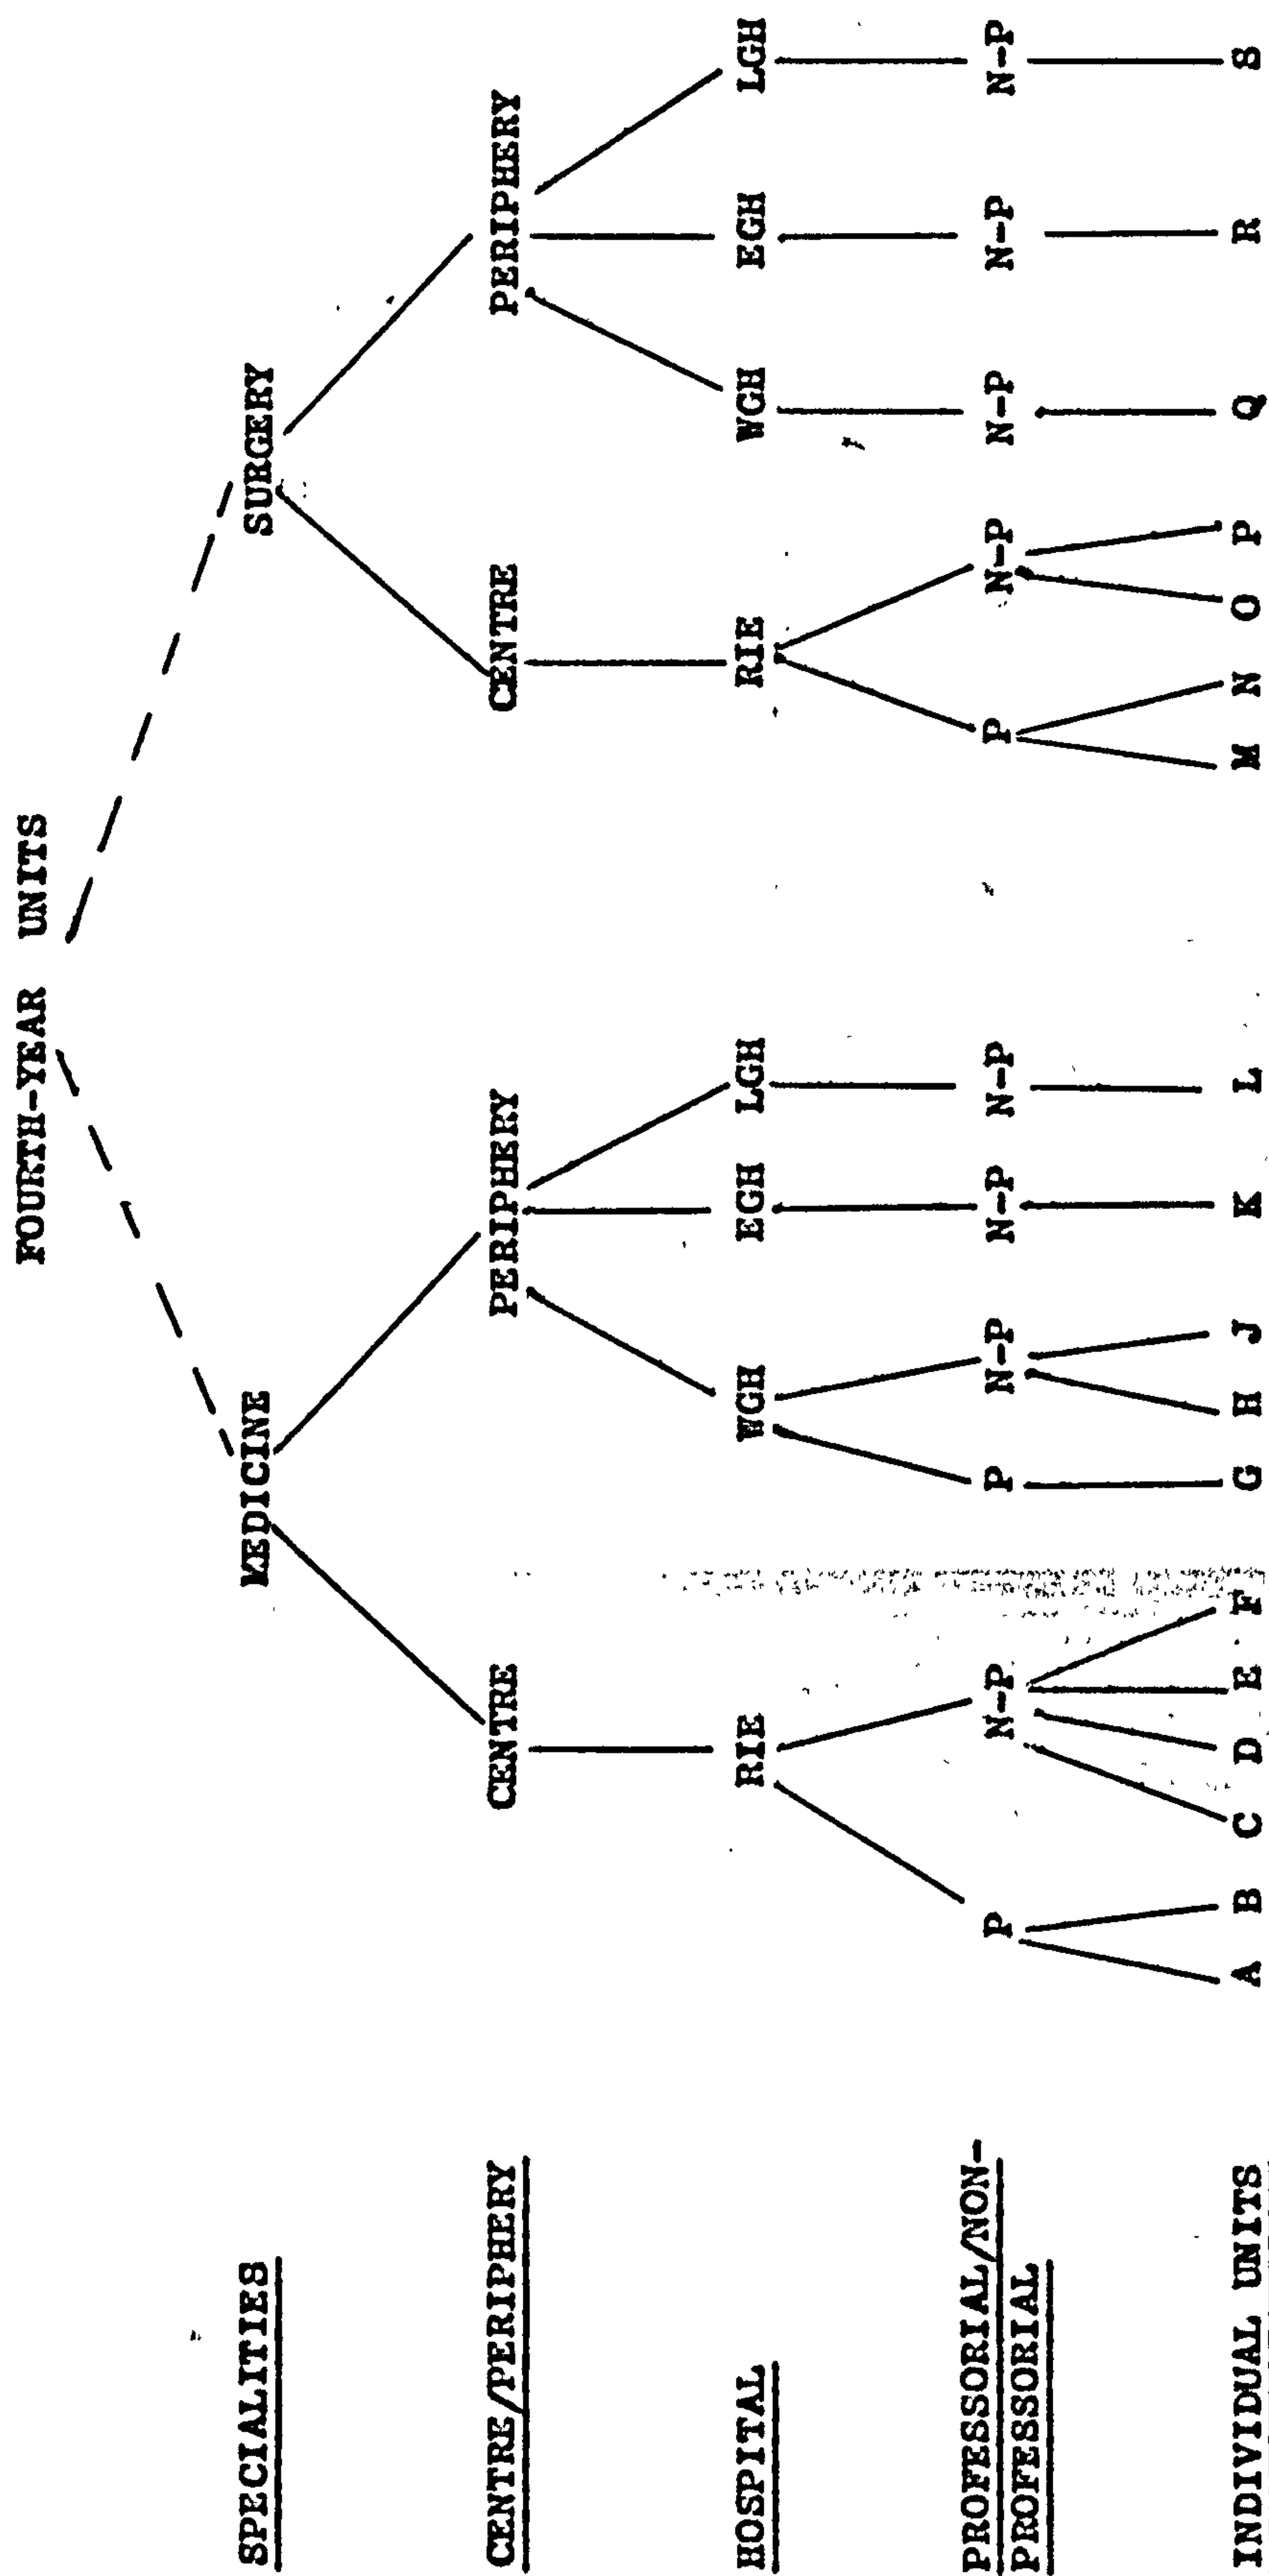 FOURTH-YEAR UNITS
SPECIALITIES MEDICINE SURGERY
CENTRE/PERIPHERY CENTRE PERIPHERY CENTRE PERIPHERY
HOSPITAL RIE WGH EGH LGH RIE WGH EGH LGH
PROFESSORIAL/NON- P N-P P N-P N-P N-P P N-P N-P N-P N-P
PROFESSORIAL
INDIVIDUAL UNITS A B C D E F G H J K L M N O P Q R S